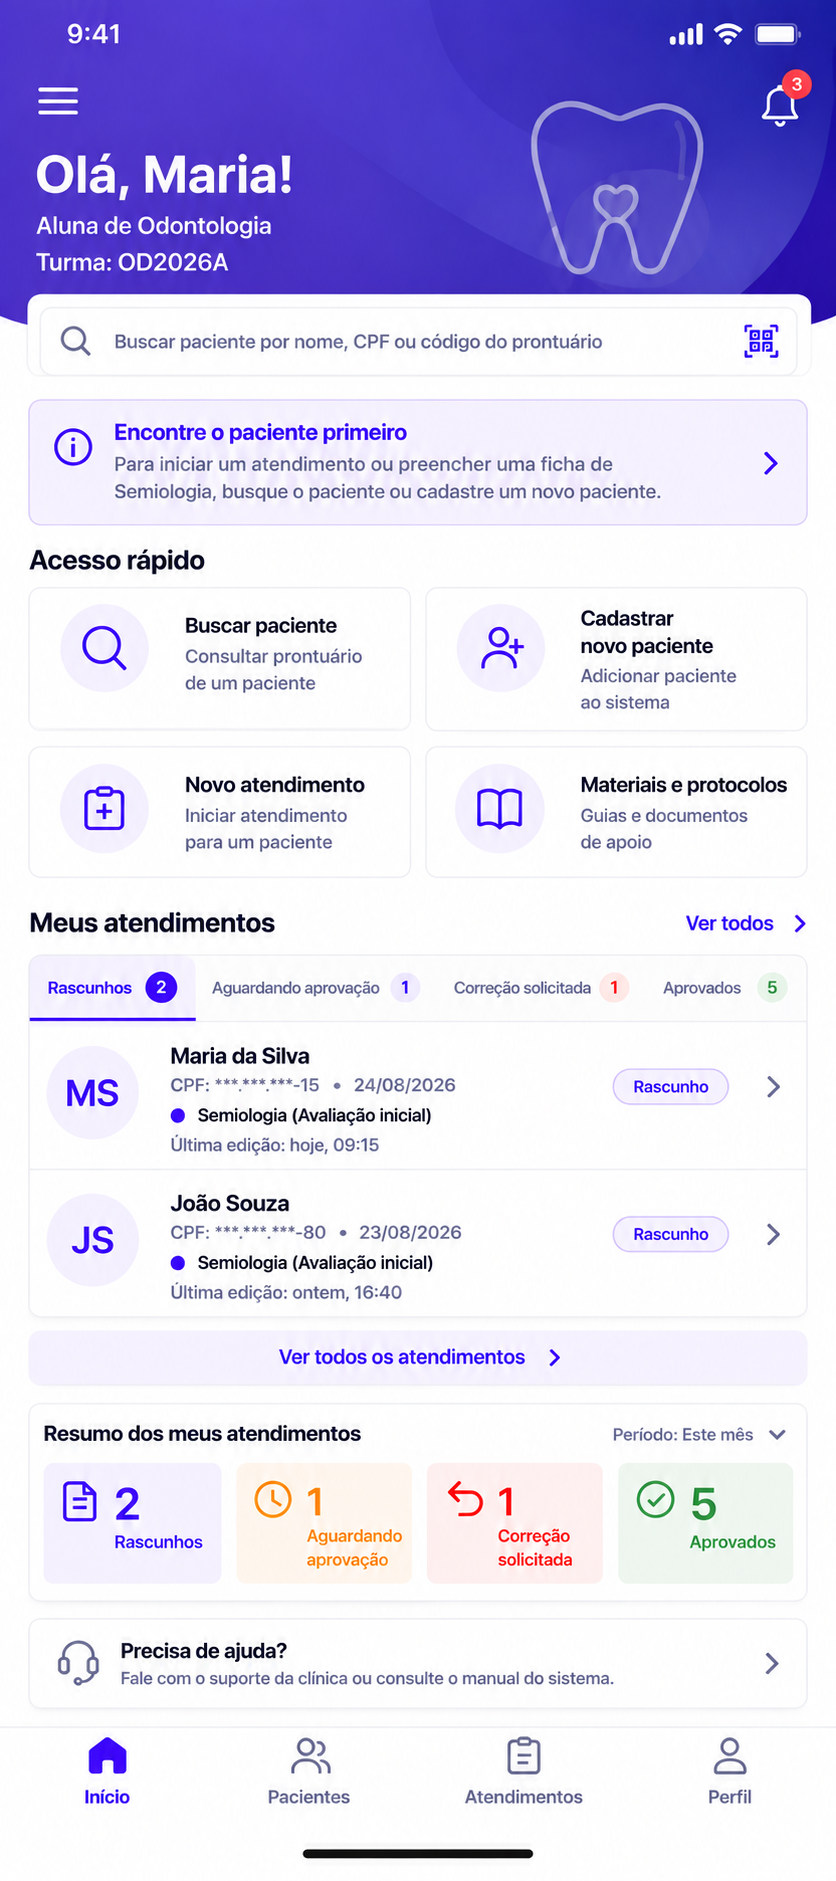 9:41
3
Olá, Maria!
Aluna de Odontologia
Turma: OD2026A
Buscar paciente por nome, CPF ou código do prontuário
Encontre o paciente primeiro
Para iniciar um atendimento ou preencher uma ficha de
Semiologia, busque o paciente ou cadastre um novo paciente.
Acesso rápido
Buscar paciente
Consultar prontuário
de um paciente
Cadastrar
novo paciente
Adicionar paciente
ao sistema
Novo atendimento
Iniciar atendimento
para um paciente
Materiais e protocolos
Guias e documentos
de apoio
Meus atendimentos
Ver todos
Rascunhos 2
Aguardando aprovação 1
Correção solicitada 1
Aprovados 5
MS
Maria da Silva
CPF: ***.***.***-15 • 24/08/2026
Semiologia (Avaliação inicial)
Última edição: hoje, 09:15
Rascunho
JS
João Souza
CPF: ***.***.***-80 • 23/08/2026
Semiologia (Avaliação inicial)
Última edição: ontem, 16:40
Rascunho
Ver todos os atendimentos
Resumo dos meus atendimentos
Período: Este mês
2
Rascunhos
1
Aguardando
aprovação
1
Correção
solicitada
5
Aprovados
Precisa de ajuda?
Fale com o suporte da clínica ou consulte o manual do sistema.
Início
Pacientes
Atendimentos
Perfil